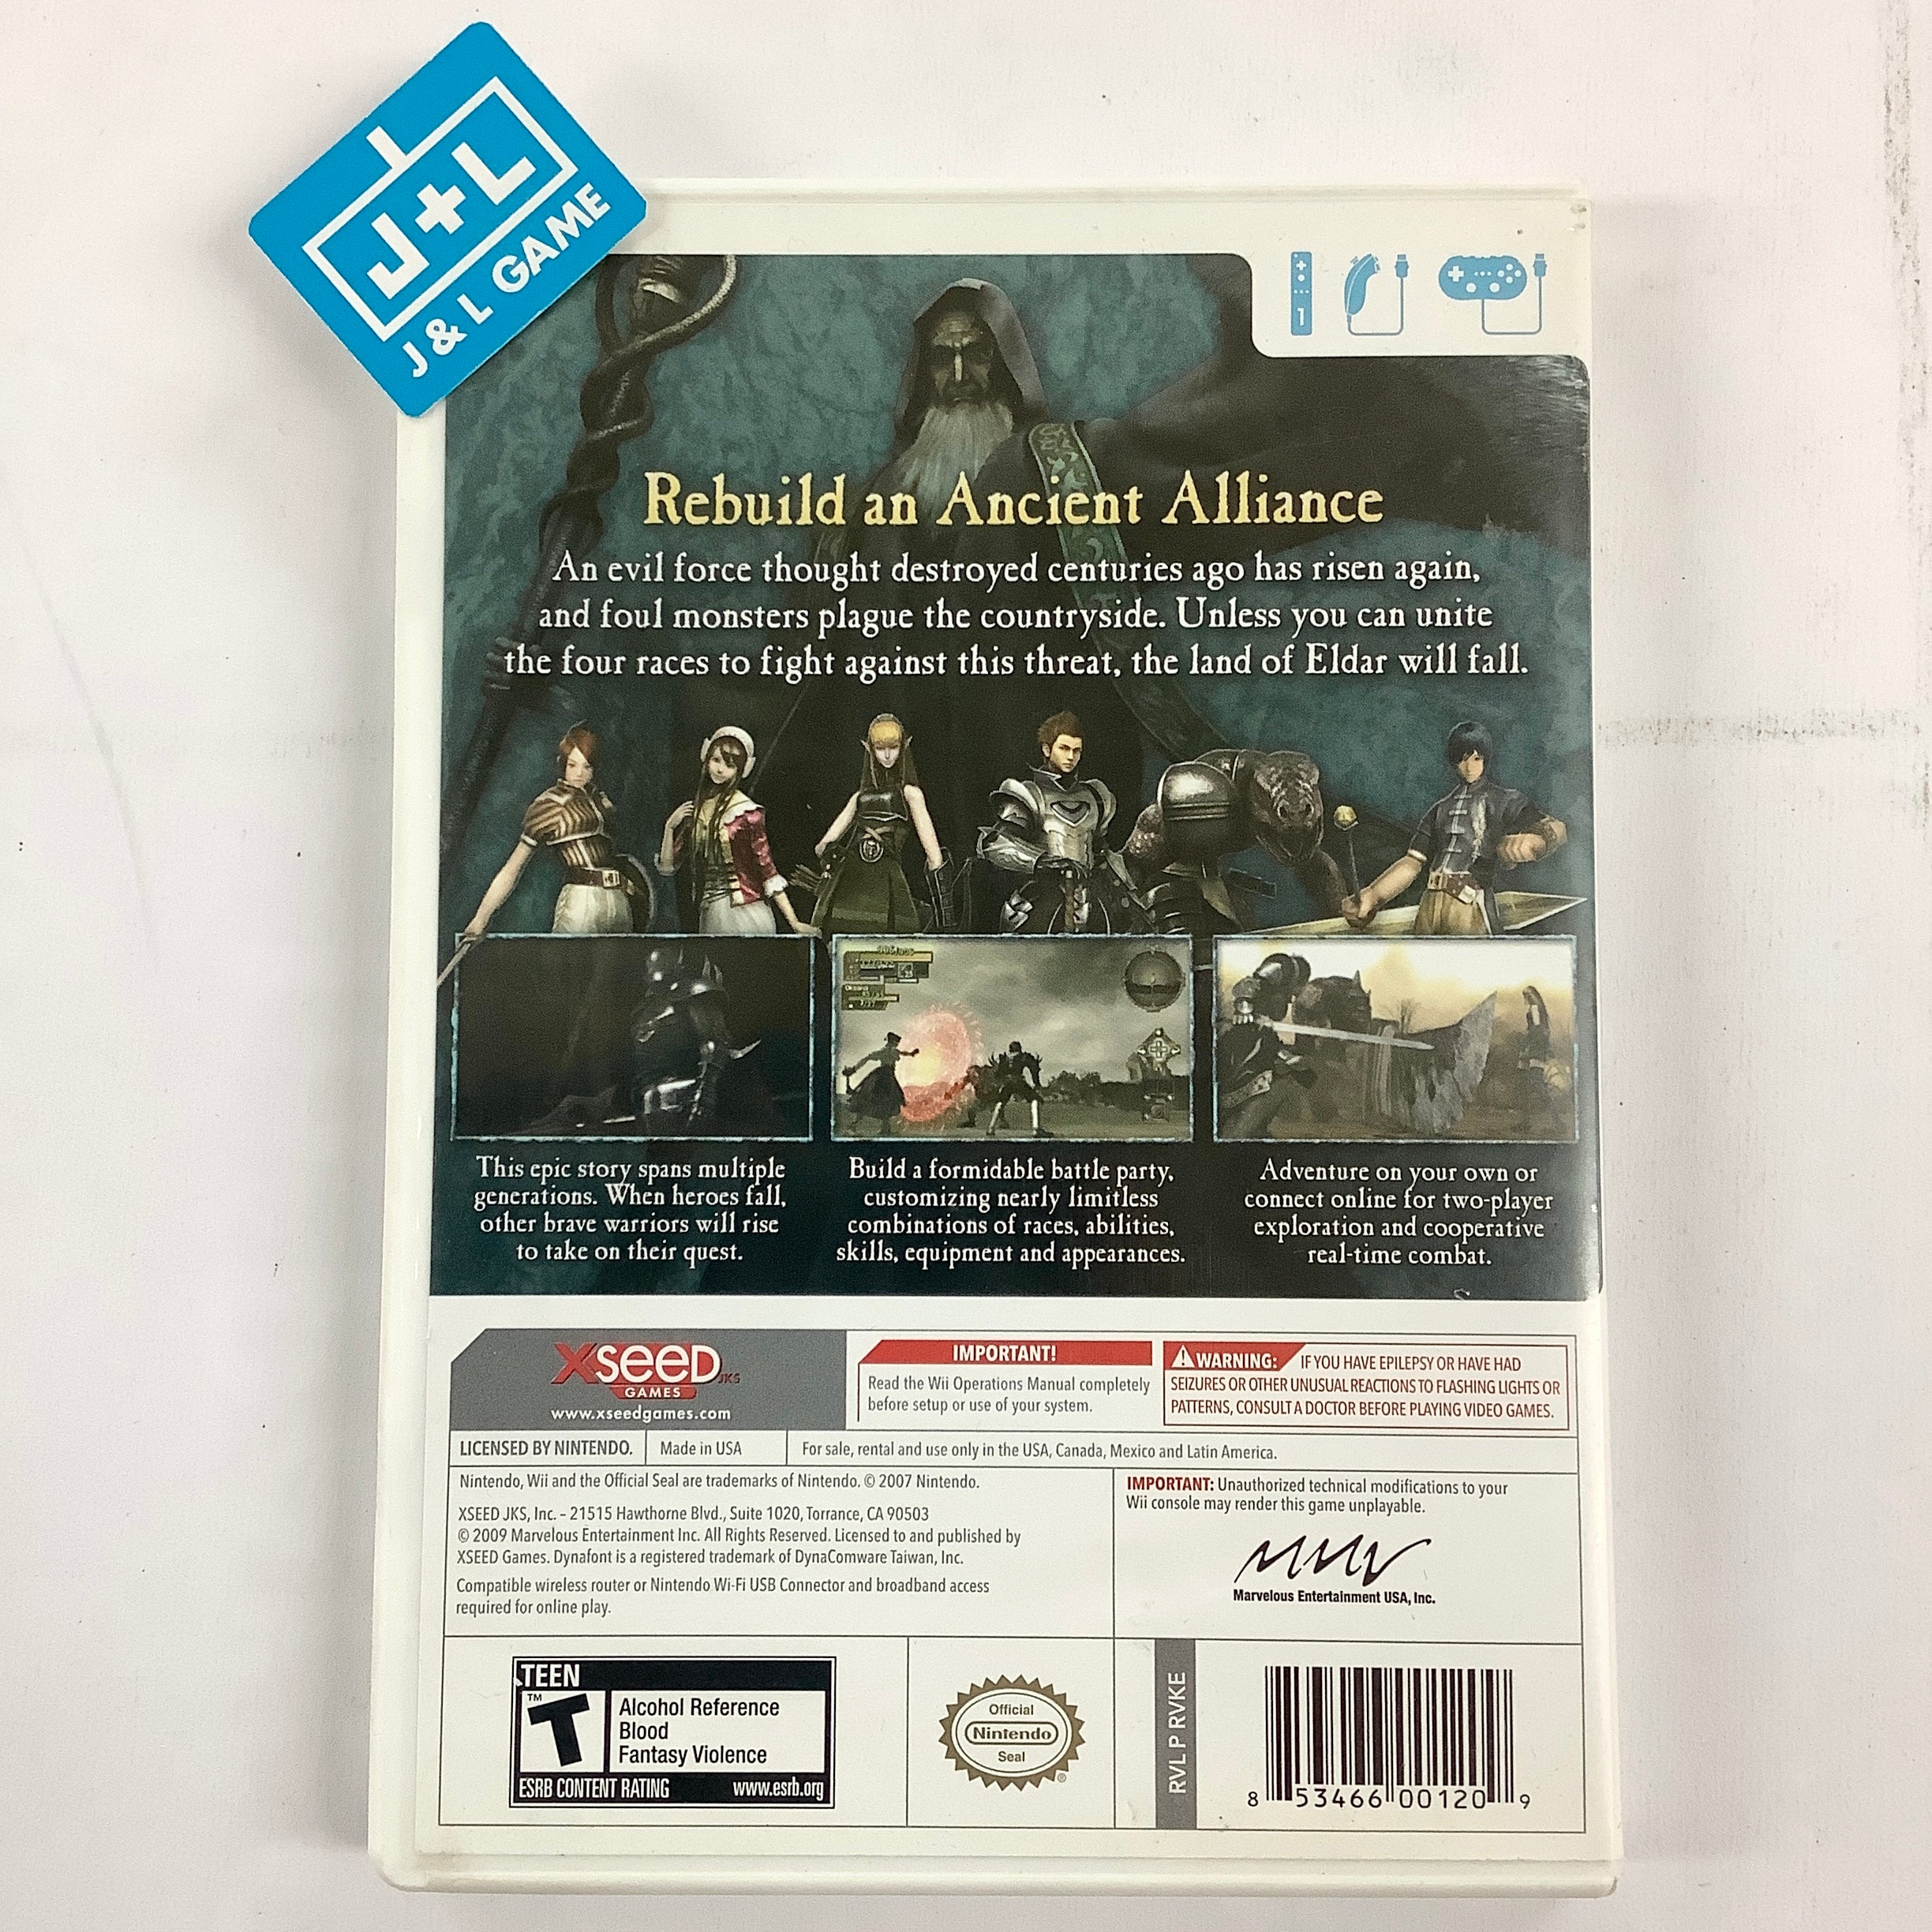 J+L
J & L GAME
1
Rebuild an Ancient Alliance
An evil force thought destroyed centuries ago has risen again,
and foul monsters plague the countryside. Unless you can unite
the four races to fight against this threat, the land of Eldar will fall.
This epic story spans multiple
generations. When heroes fall,
other brave warriors will rise
to take on their quest.
Build a formidable battle party,
customizing nearly limitless
combinations of races, abilities,
skills, equipment and appearances.
Adventure on your own or
connect online for two-player
exploration and cooperative
real-time combat.
XSEED JKS
GAMES
www.xseedgames.com
IMPORTANT!
Read the Wii Operations Manual completely
before setup or use of your system.
WARNING: IF YOU HAVE EPILEPSY OR HAVE HAD
SEIZURES OR OTHER UNUSUAL REACTIONS TO FLASHING LIGHTS OR
PATTERNS, CONSULT A DOCTOR BEFORE PLAYING VIDEO GAMES.
LICENSED BY NINTENDO.
Made in USA
For sale, rental and use only in the USA, Canada, Mexico and Latin America.
Nintendo, Wii and the Official Seal are trademarks of Nintendo. © 2007 Nintendo.
XSEED JKS, Inc. – 21515 Hawthorne Blvd., Suite 1020, Torrance, CA 90503
© 2009 Marvelous Entertainment Inc. All Rights Reserved. Licensed to and published by
XSEED Games. Dynafont is a registered trademark of DynaComware Taiwan, Inc.
Compatible wireless router or Nintendo Wi-Fi USB Connector and broadband access
required for online play.
IMPORTANT: Unauthorized technical modifications to your
Wii console may render this game unplayable.
Marvelous Entertainment USA, Inc.
TEEN
T™
Alcohol Reference
Blood
Fantasy Violence
ESRB CONTENT RATING www.esrb.org
Official
Nintendo
Seal
®
RVL P RVKE
8 53466 00120 9